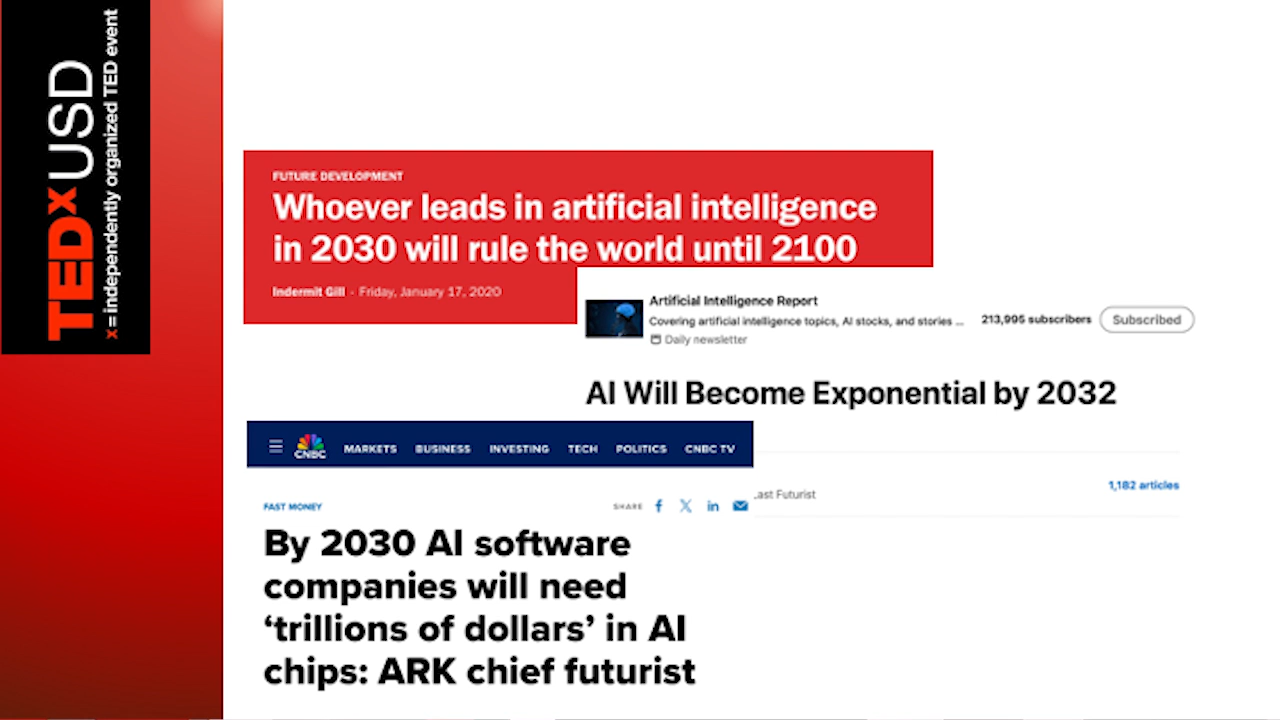 TEDxUSD
x = independently organized TED event
FUTURE DEVELOPMENT
Whoever leads in artificial intelligence
in 2030 will rule the world until 2100
Indermit Gill - Friday, January 17, 2020
Artificial Intelligence Report
Covering artificial intelligence topics, AI stocks, and stories ...
Daily newsletter
213,995 subscribers
Subscribed
AI Will Become Exponential by 2032
CNBC MARKETS BUSINESS INVESTING TECH POLITICS CNBC TV
Futurist
1,182 articles
FAST MONEY
SHARE
By 2030 AI software
companies will need
‘trillions of dollars’ in AI
chips: ARK chief futurist